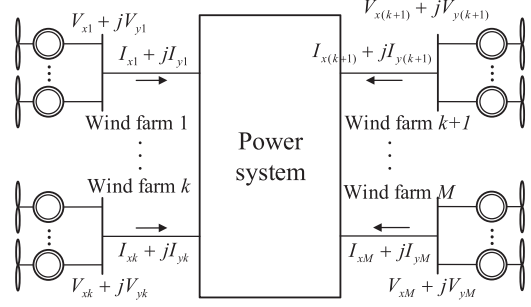 V_{x1} + jV_{y1}
I_{x1} + jI_{y1}
Wind farm 1
Wind farm k
I_{xk} + jI_{yk}
V_{xk} + jV_{yk}
Power
system
V_{x(k+1)} + jV_{y(k+1)}
I_{x(k+1)} + jI_{y(k+1)}
Wind farm k+1
Wind farm M
I_{xM} + jI_{yM}
V_{xM} + jV_{yM}